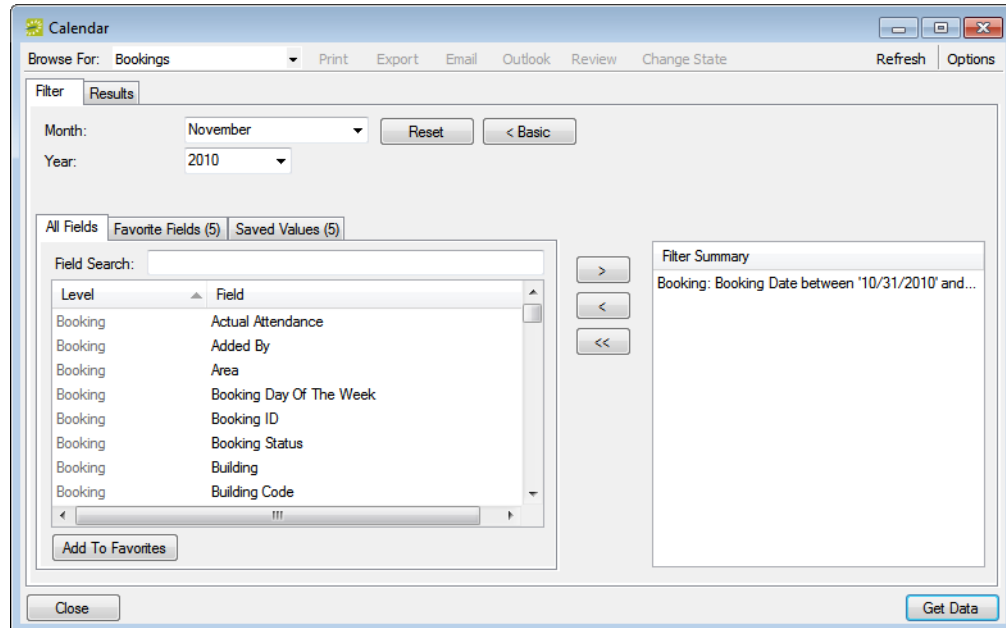 Calendar
Browse For: Bookings Print Export Email Outlook Review Change State Refresh Options
Filter Results
Month: November Reset < Basic
Year: 2010
All Fields Favorite Fields (5) Saved Values (5)
Field Search:
Level Field
Booking Actual Attendance
Booking Added By
Booking Area
Booking Booking Day Of The Week
Booking Booking ID
Booking Booking Status
Booking Building
Booking Building Code
Add To Favorites
>
<
<<
Filter Summary
Booking: Booking Date between '10/31/2010' and...
Close Get Data